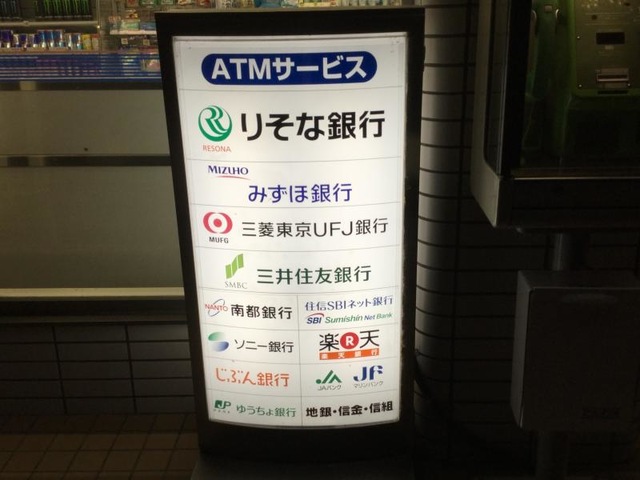 ATMサービス
RESONA
りそな銀行
MIZUHO
みずほ銀行
MUFG
三菱東京UFJ銀行
SMBC
三井住友銀行
NANTO 南都銀行
住信SBIネット銀行
SBI Sumishin Net Bank
ソニー銀行
楽R天
楽天銀行
じぶん銀行
JA JAバンク
JF マリンバンク
JP ゆうちょ銀行
地銀・信金・信組